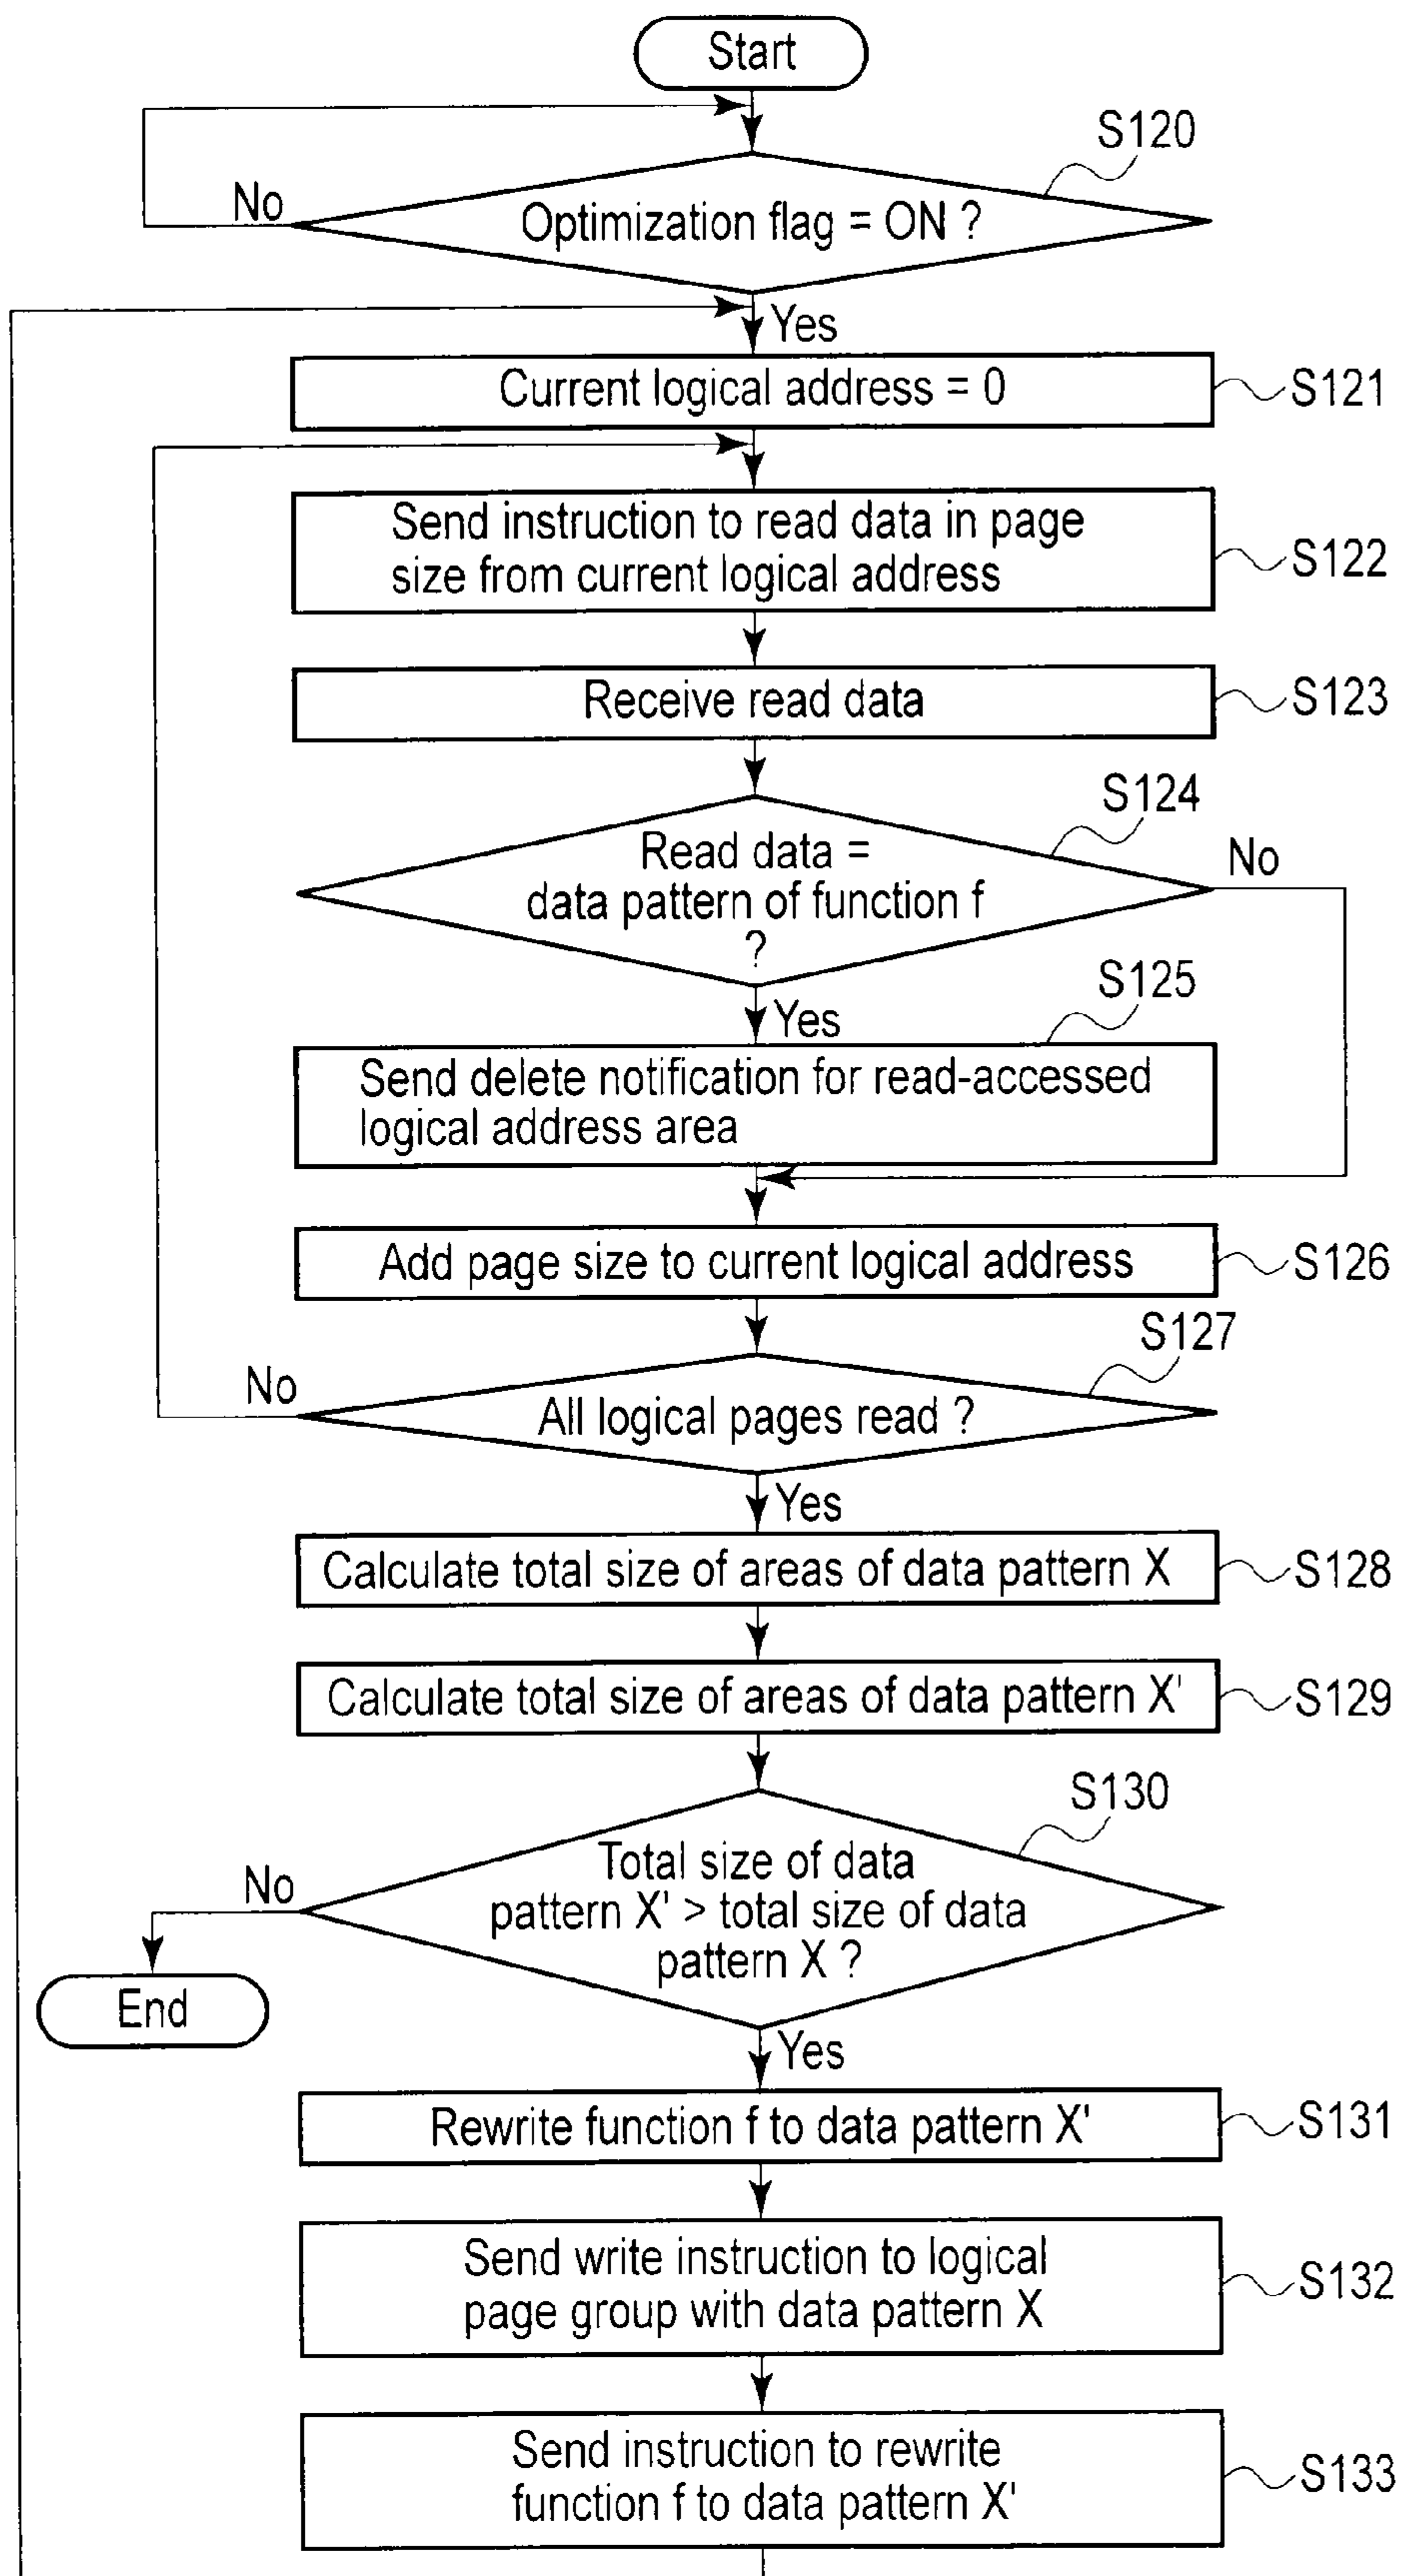 Start
S120
No
Optimization flag = ON ?
Yes
Current logical address = 0
S121
Send instruction to read data in page
size from current logical address
S122
Receive read data
S123
S124
Read data =
data pattern of function f
?
No
S125
Yes
Send delete notification for read-accessed
logical address area
Add page size to current logical address
S126
S127
No
All logical pages read ?
Yes
Calculate total size of areas of data pattern X
S128
Calculate total size of areas of data pattern X'
S129
S130
Total size of data
pattern X' > total size of data
pattern X ?
No
End
Yes
Rewrite function f to data pattern X'
S131
Send write instruction to logical
page group with data pattern X
S132
Send instruction to rewrite
function f to data pattern X'
S133